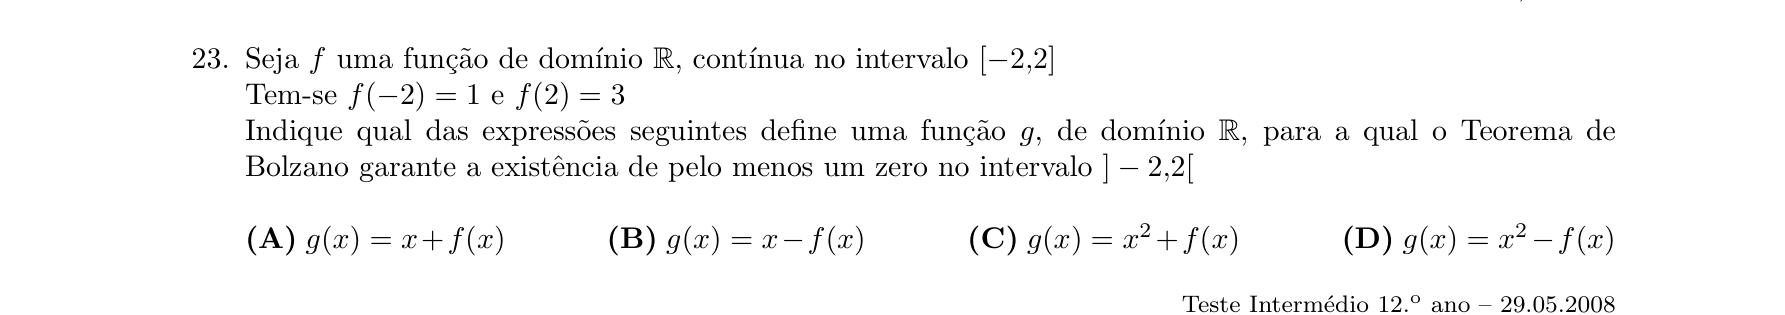 23. Seja f uma função de domínio ℝ, contínua no intervalo [−2,2]
Tem-se f(−2) = 1 e f(2) = 3
Indique qual das expressões seguintes define uma função g, de domínio ℝ, para a qual o Teorema de
Bolzano garante a existência de pelo menos um zero no intervalo ] − 2,2[
(A) g(x) = x + f(x) (B) g(x) = x − f(x) (C) g(x) = x² + f(x) (D) g(x) = x² − f(x)
Teste Intermédio 12.º ano – 29.05.2008